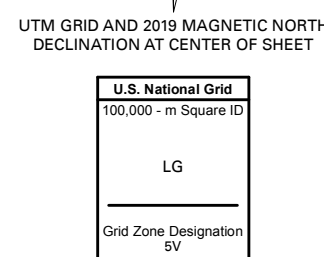 UTM GRID AND 2019 MAGNETIC NORTH
DECLINATION AT CENTER OF SHEET
U.S. National Grid
100,000 - m Square ID
LG
Grid Zone Designation
5V